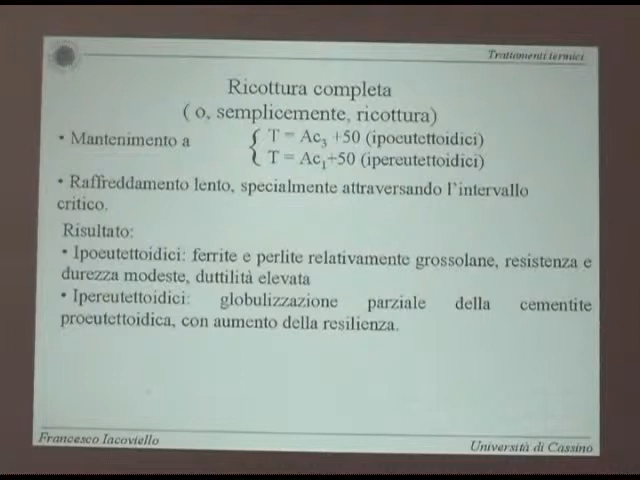 Trattamenti termici
Ricottura completa
( o, semplicemente, ricottura)
• Mantenimento a { T = Ac3 +50 (ipoeutettoidici)
T = Ac1+50 (ipereutettoidici)
• Raffreddamento lento, specialmente attraversando l'intervallo
critico.
Risultato:
• Ipoeutettoidici: ferrite e perlite relativamente grossolane, resistenza e
durezza modeste, duttilità elevata
• Ipereutettoidici: globulizzazione parziale della cementite
proeutettoidica, con aumento della resilienza.
Francesco Iacoviello
Università di Cassino